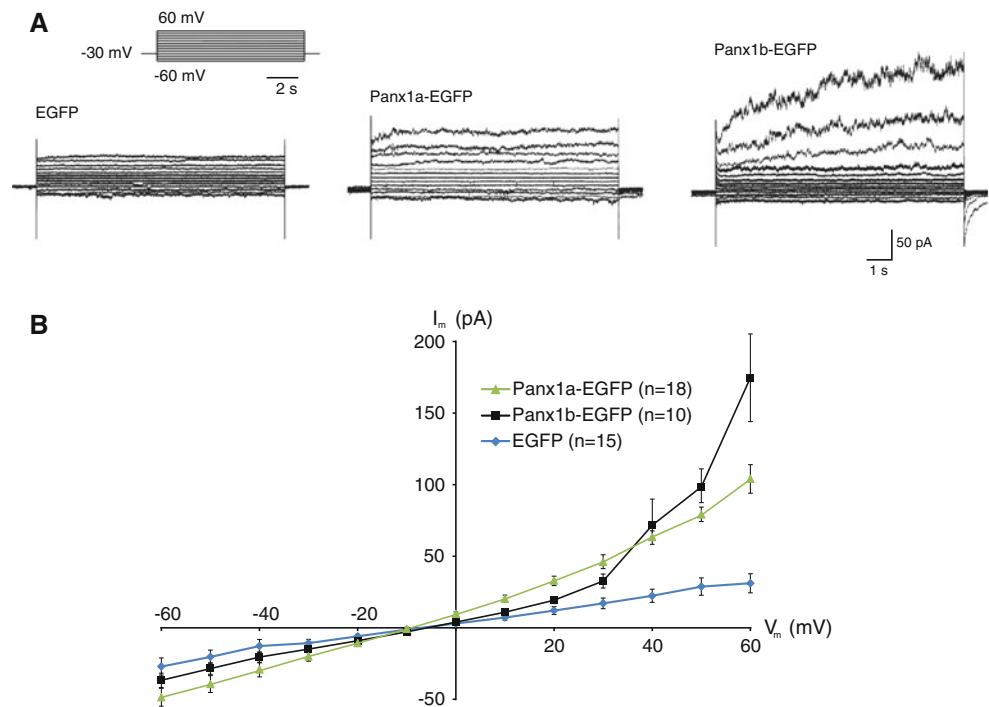 A
60 mV
-30 mV
-60 mV
2 s
EGFP
Panx1a-EGFP
Panx1b-EGFP
50 pA
1 s
B
Iₘ (pA)
200
150
100
50
-50
Panx1a-EGFP (n=18)
Panx1b-EGFP (n=10)
EGFP (n=15)
-60
-40
-20
20
40
60
Vₘ (mV)